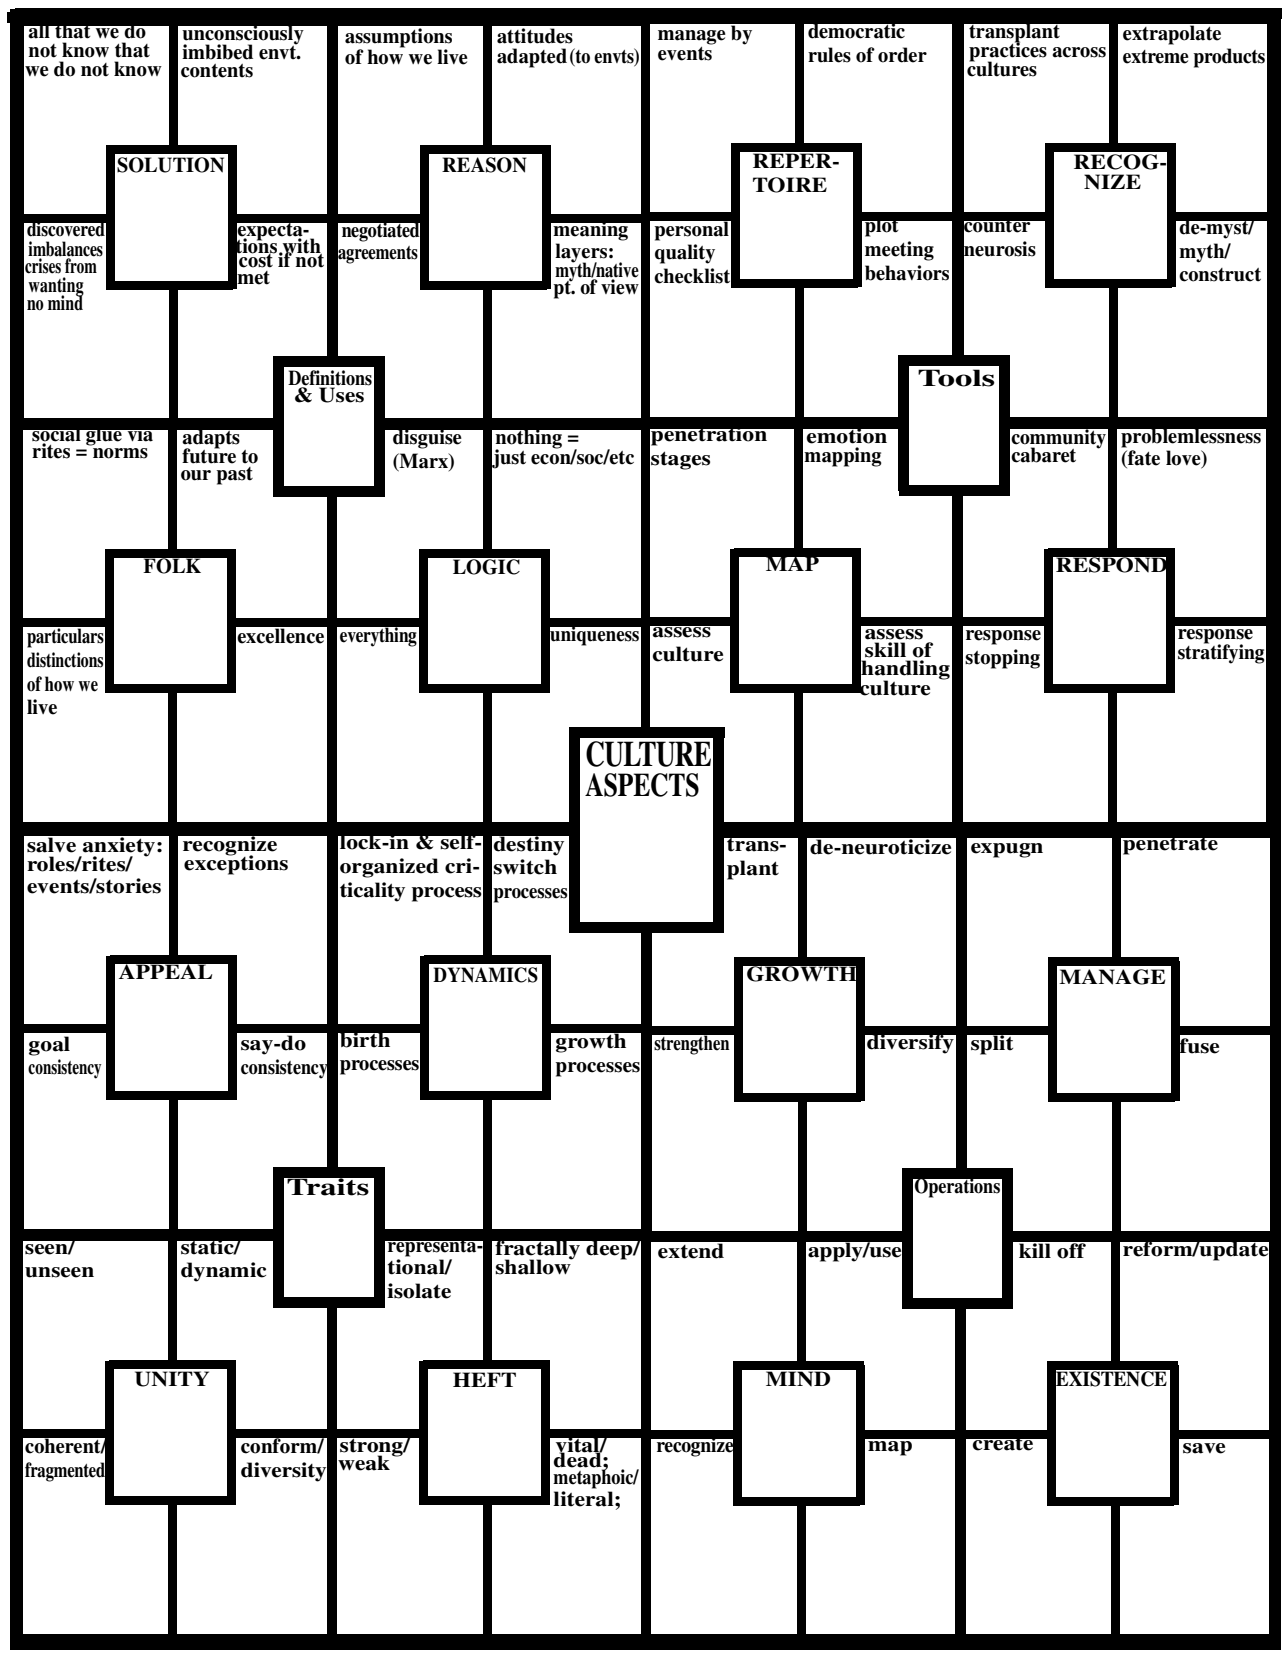 all that we do
not know that
we do not know
unconsciously
imbibed envt.
contents
assumptions
of how we live
attitudes
adapted (to envts)
manage by
events
democratic
rules of order
transplant
practices across
cultures
extrapolate
extreme products
SOLUTION
REASON
REPER-
TOIRE
RECOG-
NIZE
discovered
imbalances
crises from
wanting
no mind
expecta-
tions with
cost if not
met
negotiated
agreements
meaning
layers:
myth/native
pt. of view
personal
quality
checklist
plot
meeting
behaviors
counter
neurosis
de-myst/
myth/
construct
Definitions
& Uses
Tools
social glue via
rites = norms
adapts
future to
our past
disguise
(Marx)
nothing =
just econ/soc/etc
penetration
stages
emotion
mapping
community
cabaret
problemlessness
(fate love)
FOLK
LOGIC
MAP
RESPOND
particulars
distinctions
of how we
live
excellence
everything
uniqueness
assess
culture
assess
skill of
handling
culture
response
stopping
response
stratifying
CULTURE
ASPECTS
salve anxiety:
roles/rites/
events/stories
recognize
exceptions
lock-in & self-
organized cri-
ticality process
destiny
switch
processes
trans-
plant
de-neuroticize
expugn
penetrate
APPEAL
DYNAMICS
GROWTH
MANAGE
goal
consistency
say-do
consistency
birth
processes
growth
processes
strengthen
diversify
split
fuse
Traits
Operations
seen/
unseen
static/
dynamic
representa-
tional/
isolate
fractally deep/
shallow
extend
apply/use
kill off
reform/update
UNITY
HEFT
MIND
EXISTENCE
coherent/
fragmented
conform/
diversity
strong/
weak
vital/
dead;
metaphoic/
literal;
recognize
map
create
save